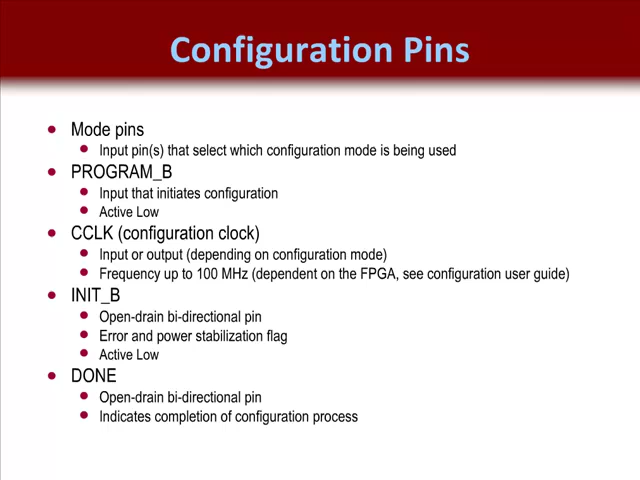 Configuration Pins
Mode pins
Input pin(s) that select which configuration mode is being used
PROGRAM_B
Input that initiates configuration
Active Low
CCLK (configuration clock)
Input or output (depending on configuration mode)
Frequency up to 100 MHz (dependent on the FPGA, see configuration user guide)
INIT_B
Open-drain bi-directional pin
Error and power stabilization flag
Active Low
DONE
Open-drain bi-directional pin
Indicates completion of configuration process